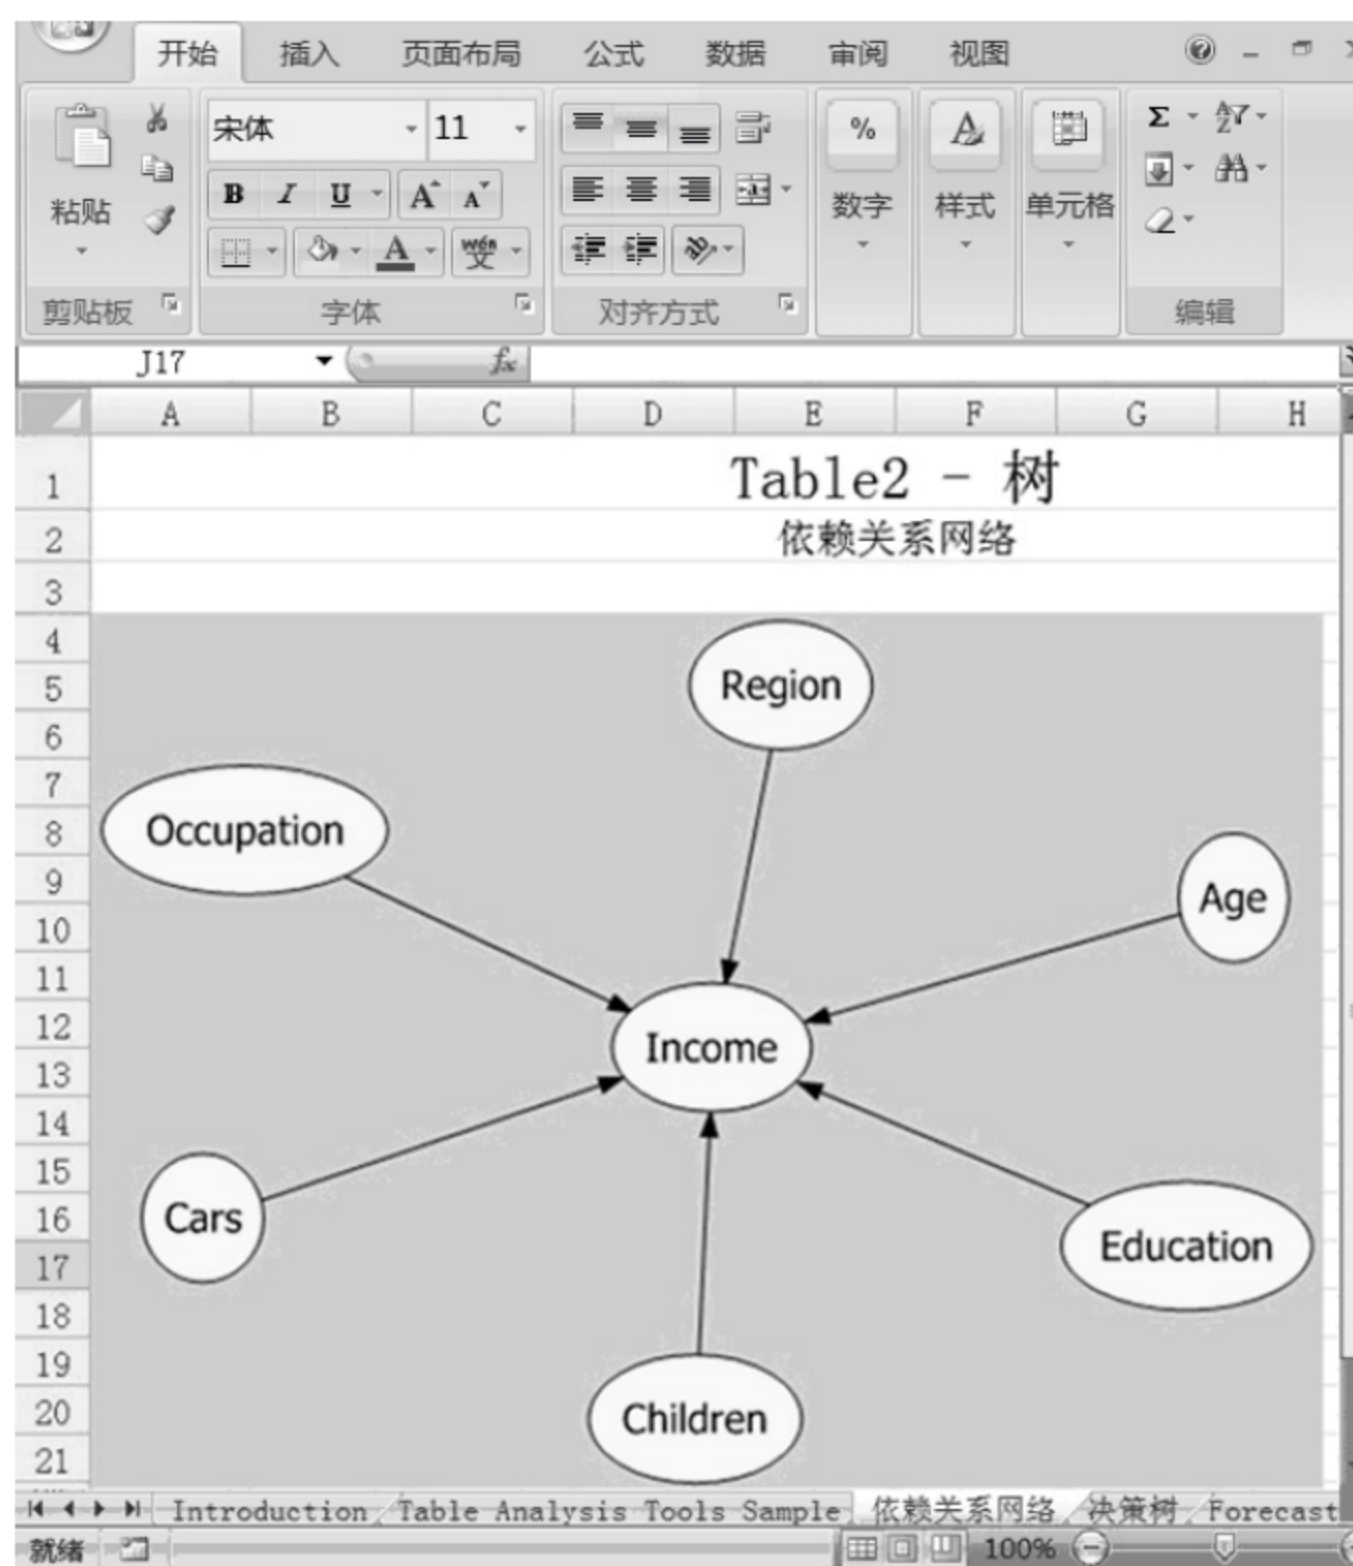 开始 插入 页面布局 公式 数据 审阅 视图
宋体 11 %
B I U A A Σ
粘贴 数字 样式 单元格
A wén 文
剪贴板 字体 对齐方式 编辑
J17 fx
A B C D E F G H
1 Table2 - 树
2 依赖关系网络
3
4
5 Region
6
7
8 Occupation
9 Age
10
11
12 Income
13
14
15
16 Cars
17 Education
18
19
20 Children
21
Introduction Table Analysis Tools Sample 依赖关系网络 决策树 Forecast
就绪 100%